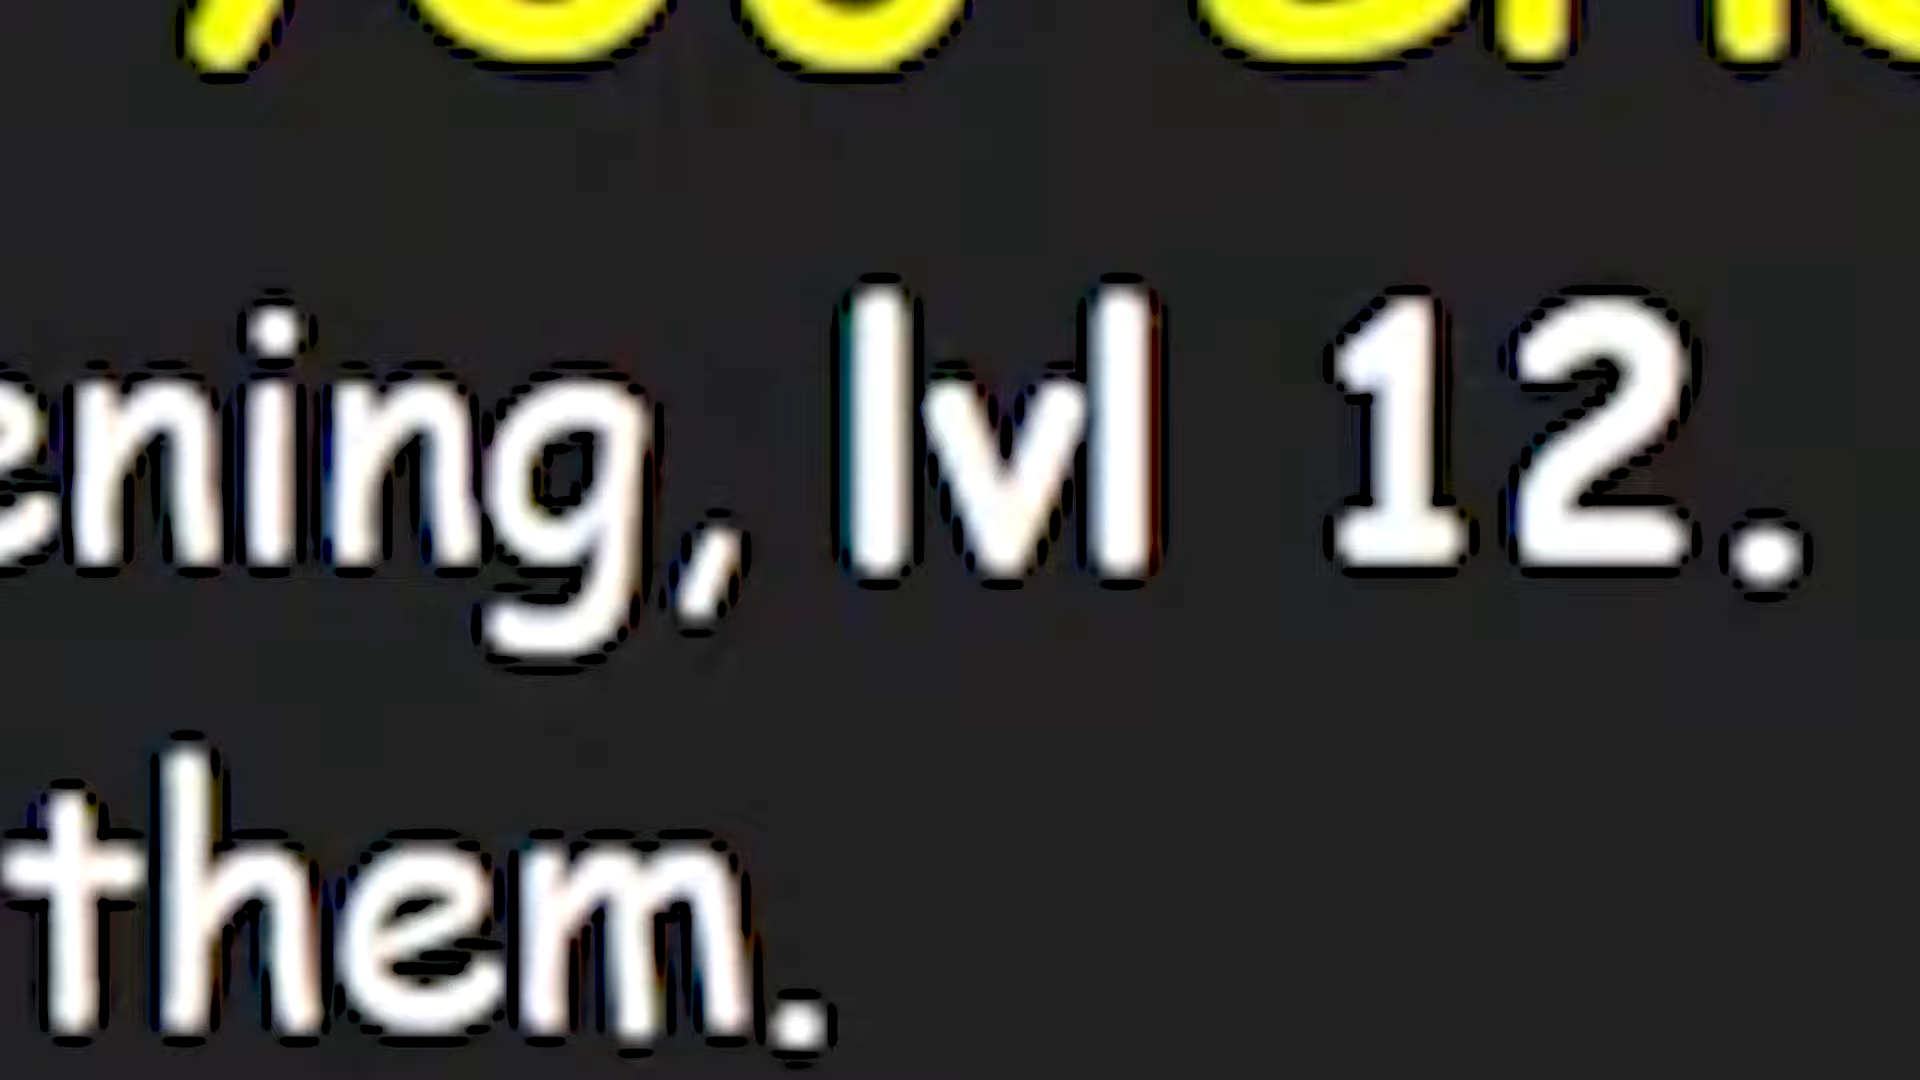 ening, lvl 12.
them.